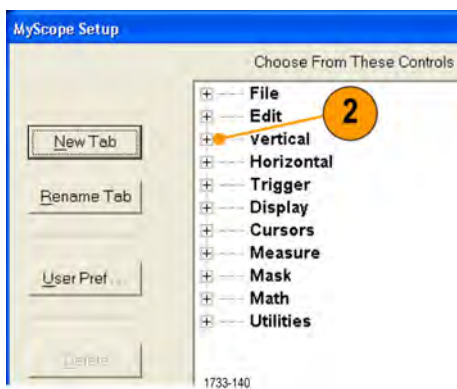 MyScope Setup
Choose From These Controls
New Tab
Rename Tab
User Pref ...
Delete
File
Edit
2
Vertical
Horizontal
Trigger
Display
Cursors
Measure
Mask
Math
Utilities
1733-140